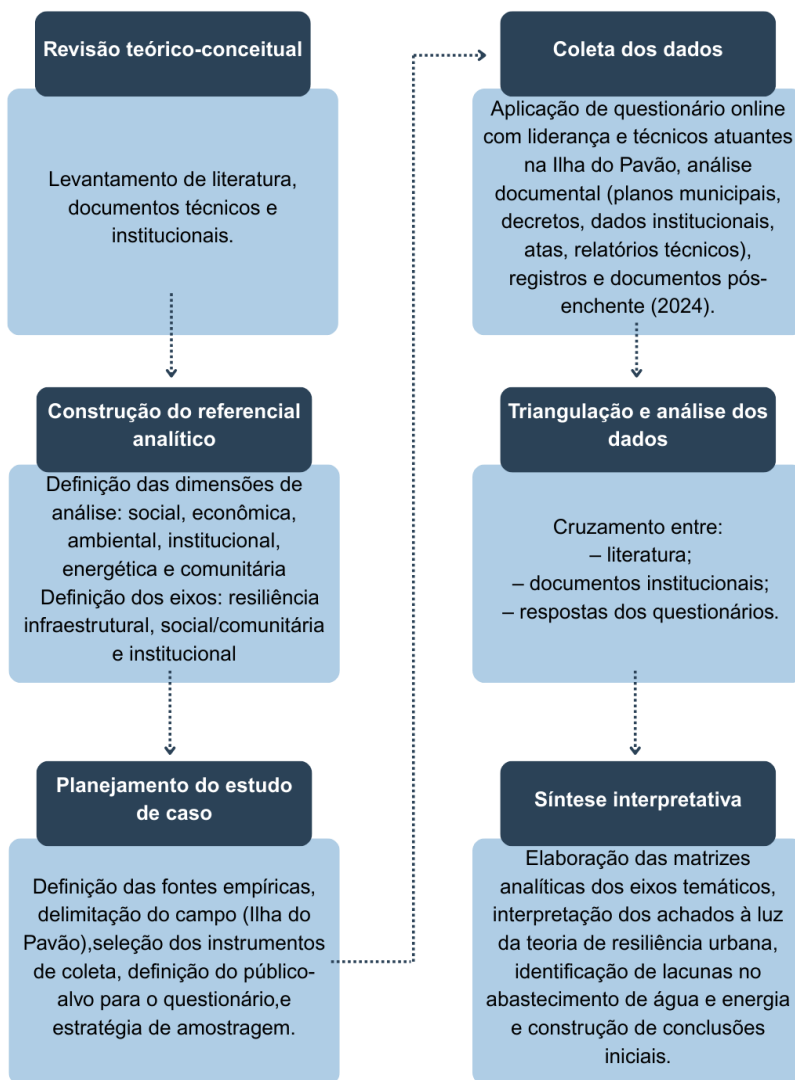 Revisão teórico-conceitual
Levantamento de literatura,
documentos técnicos e
institucionais.
Construção do referencial
analítico
Definição das dimensões de
análise: social, econômica,
ambiental, institucional,
energética e comunitária
Definição dos eixos: resiliência
infraestrutural, social/comunitária
e institucional
Planejamento do estudo
de caso
Definição das fontes empíricas,
delimitação do campo (Ilha do
Pavão),seleção dos instrumentos
de coleta, definição do público-
alvo para o questionário,e
estratégia de amostragem.
Coleta dos dados
Aplicação de questionário online
com liderança e técnicos atuantes
na Ilha do Pavão, análise
documental (planos municipais,
decretos, dados institucionais,
atas, relatórios técnicos),
registros e documentos pós-
enchente (2024).
Triangulação e análise dos
dados
Cruzamento entre:
– literatura;
– documentos institucionais;
– respostas dos questionários.
Síntese interpretativa
Elaboração das matrizes
analíticas dos eixos temáticos,
interpretação dos achados à luz
da teoria de resiliência urbana,
identificação de lacunas no
abastecimento de água e energia
e construção de conclusões
iniciais.